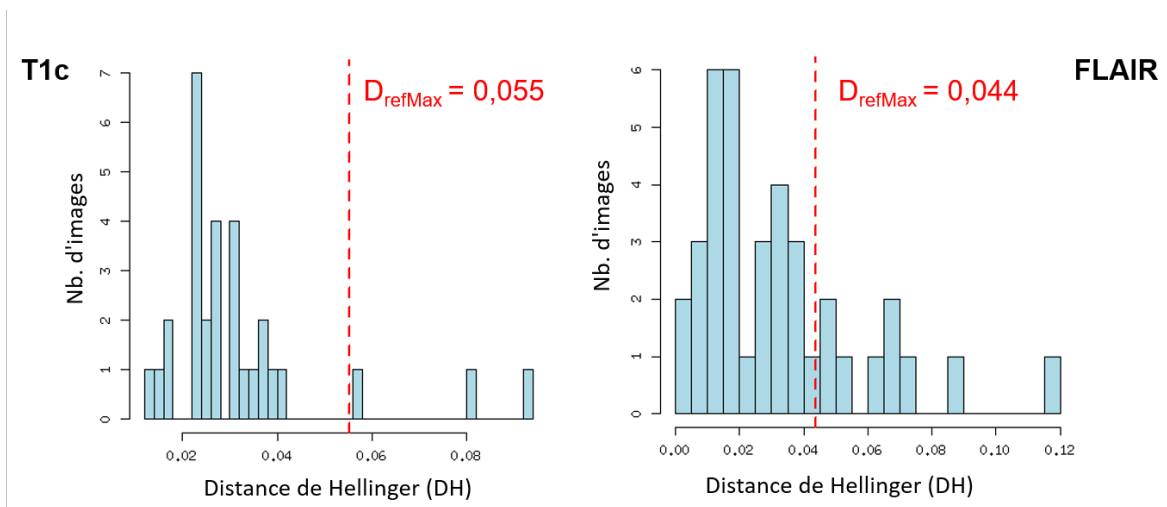 T1c
D_refMax = 0,055
7
6
5
4
3
2
1
0
Nb. d'images
0.02 0.04 0.06 0.08
Distance de Hellinger (DH)
FLAIR
D_refMax = 0,044
6
5
4
3
2
1
0
Nb. d'images
0.00 0.02 0.04 0.06 0.08 0.10 0.12
Distance de Hellinger (DH)